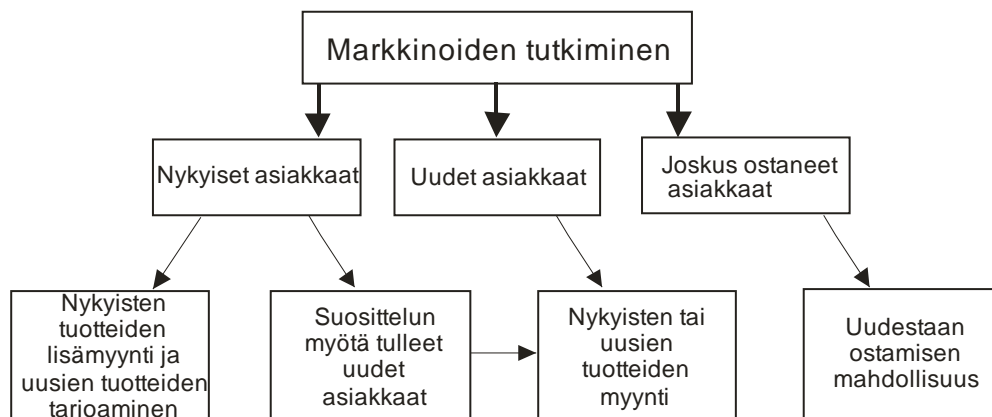 Markkinoiden tutkiminen
Nykyiset asiakkaat
Uudet asiakkaat
Joskus ostaneet
asiakkaat
Nykyisten
tuotteiden
lisämyynti ja
uusien tuotteiden
tarjoaminen
Suosittelun
myötä tulleet
uudet
asiakkaat
Nykyisten tai
uusien
tuotteiden
myynti
Uudestaan
ostamisen
mahdollisuus